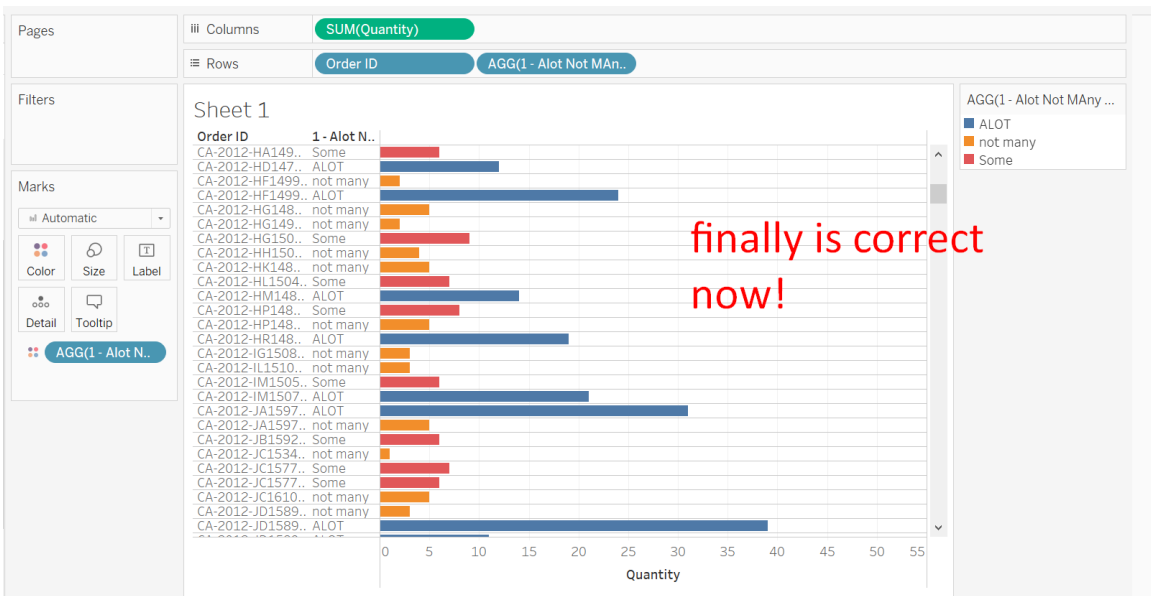 Pages
iii Columns
SUM(Quantity)
Rows
Order ID
AGG(1 - Alot Not MAn..
Filters
Marks
Automatic
Color
Size
Label
Detail
Tooltip
AGG(1 - Alot N..
Sheet 1
Order ID 1 - Alot N..
CA-2012-HA149.. Some
CA-2012-HD147.. ALOT
CA-2012-HF1499.. not many
CA-2012-HF1499.. ALOT
CA-2012-HG148.. not many
CA-2012-HG149.. not many
CA-2012-HG150.. Some
CA-2012-HH150.. not many
CA-2012-HK148.. not many
CA-2012-HL1504.. Some
CA-2012-HM148.. ALOT
CA-2012-HP148.. Some
CA-2012-HP148.. not many
CA-2012-HR148.. ALOT
CA-2012-IG1508.. not many
CA-2012-IL1510.. not many
CA-2012-IM1505.. Some
CA-2012-IM1507.. ALOT
CA-2012-JA1597.. ALOT
CA-2012-JA1597.. not many
CA-2012-JB1592.. Some
CA-2012-JC1534.. not many
CA-2012-JC1577.. Some
CA-2012-JC1577.. Some
CA-2012-JC1610.. not many
CA-2012-JD1589.. not many
CA-2012-JD1589.. ALOT
0 5 10 15 20 25 30 35 40 45 50 55
Quantity
finally is correct
now!
AGG(1 - Alot Not MAny ...
ALOT
not many
Some